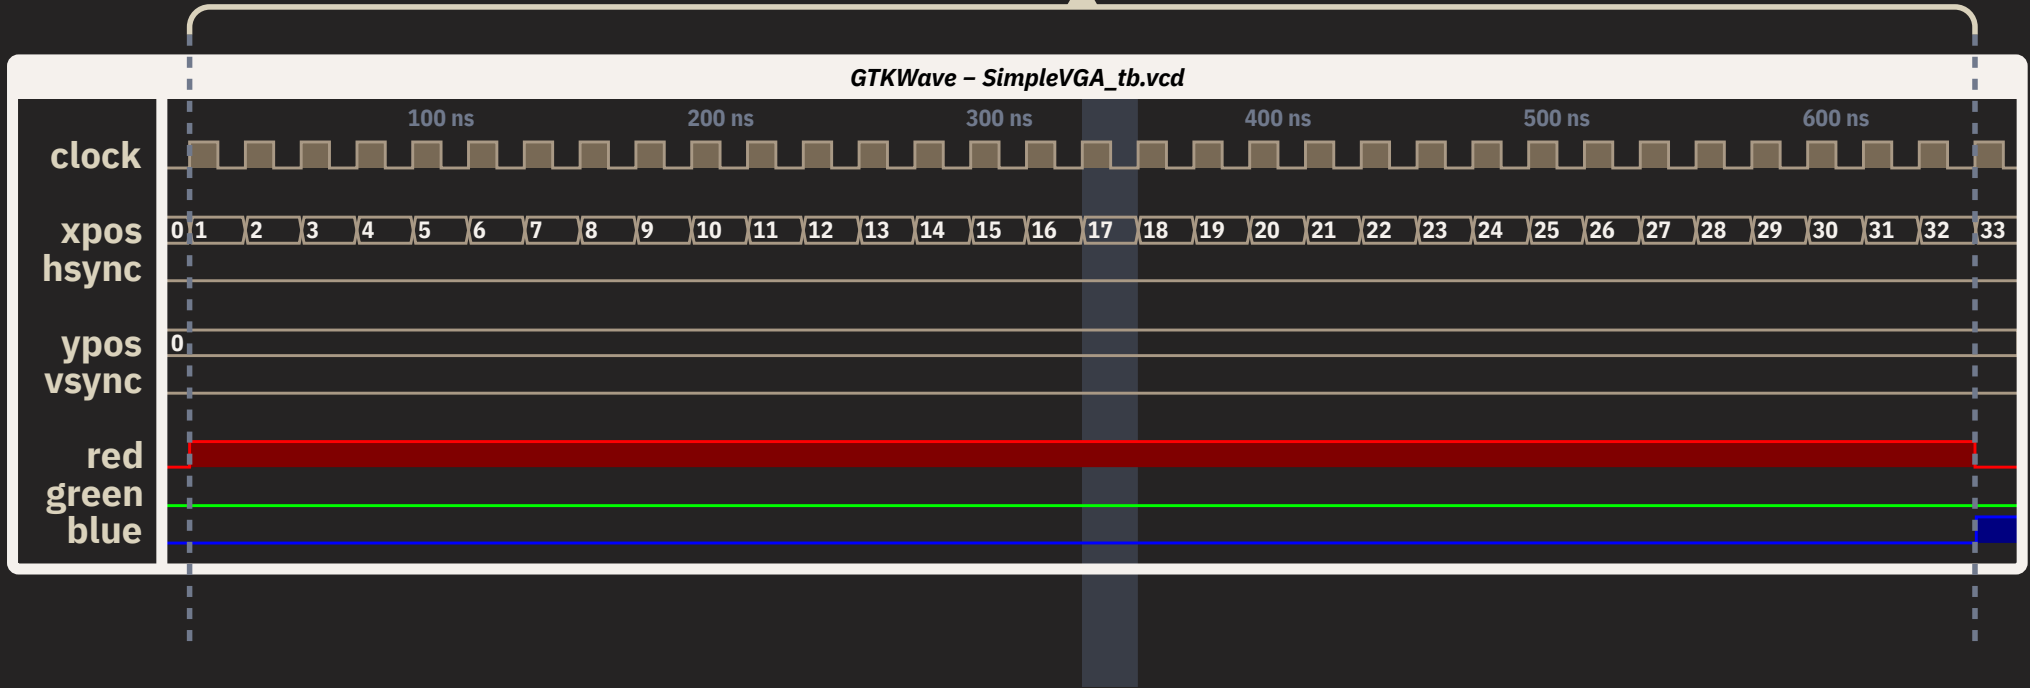 GTKWave – SimpleVGA_tb.vcd
100 ns 200 ns 300 ns 400 ns 500 ns 600 ns
clock
xpos 0 1 2 3 4 5 6 7 8 9 10 11 12 13 14 15 16 17 18 19 20 21 22 23 24 25 26 27 28 29 30 31 32 33
hsync
ypos 0
vsync
red
green
blue